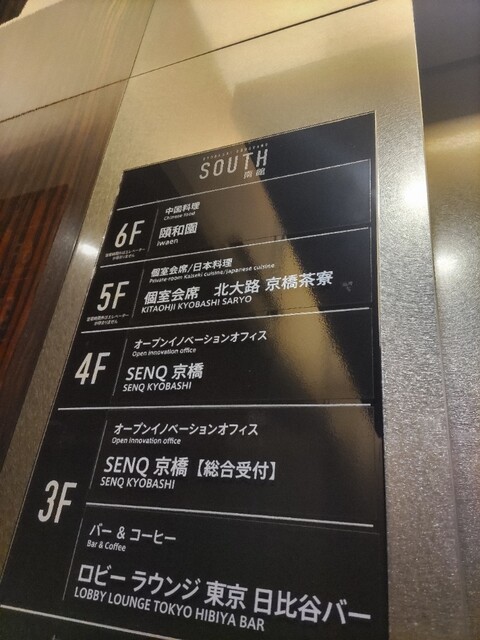 SOUTH
南館
6F
中国料理
Chinese food
頤和園
iwaen
5F
個室会席/日本料理
Private-room Kaiseki cuisine/Japanese cuisine
個室会席 北大路 京橋茶寮
KITAOHJI KYOBASHI SARYO
4F
オープンイノベーションオフィス
Open innovation office
SENQ 京橋
SENQ KYOBASHI
3F
オープンイノベーションオフィス
Open innovation office
SENQ 京橋【総合受付】
SENQ KYOBASHI
バー & コーヒー
Bar & Coffee
ロビー ラウンジ 東京 日比谷バー
LOBBY LOUNGE TOKYO HIBIYA BAR